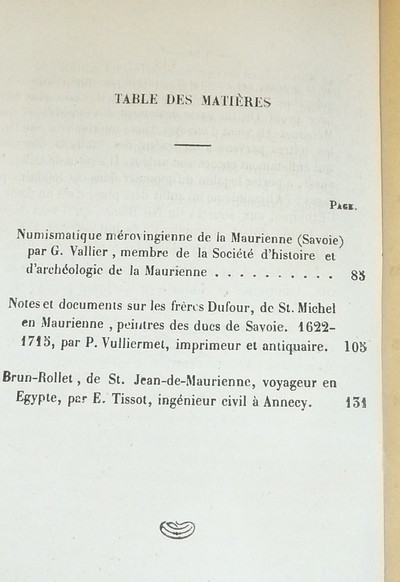 TABLE DES MATIÈRES
PAGE.
Numismatique mérovingienne de la Maurienne (Savoie)
par G. Vallier, membre de la Société d'histoire et
d'archéologie de la Maurienne . . . . . . . . . . 85
Notes et documents sur les frères Dufour, de St. Michel
en Maurienne, peintres des ducs de Savoie. 1622-
1715, par P. Vulliermet, imprimeur et antiquaire. 105
Brun-Rollet, de St. Jean-de-Maurienne, voyageur en
Egypte, par E. Tissot, ingénieur civil à Annecy. 131